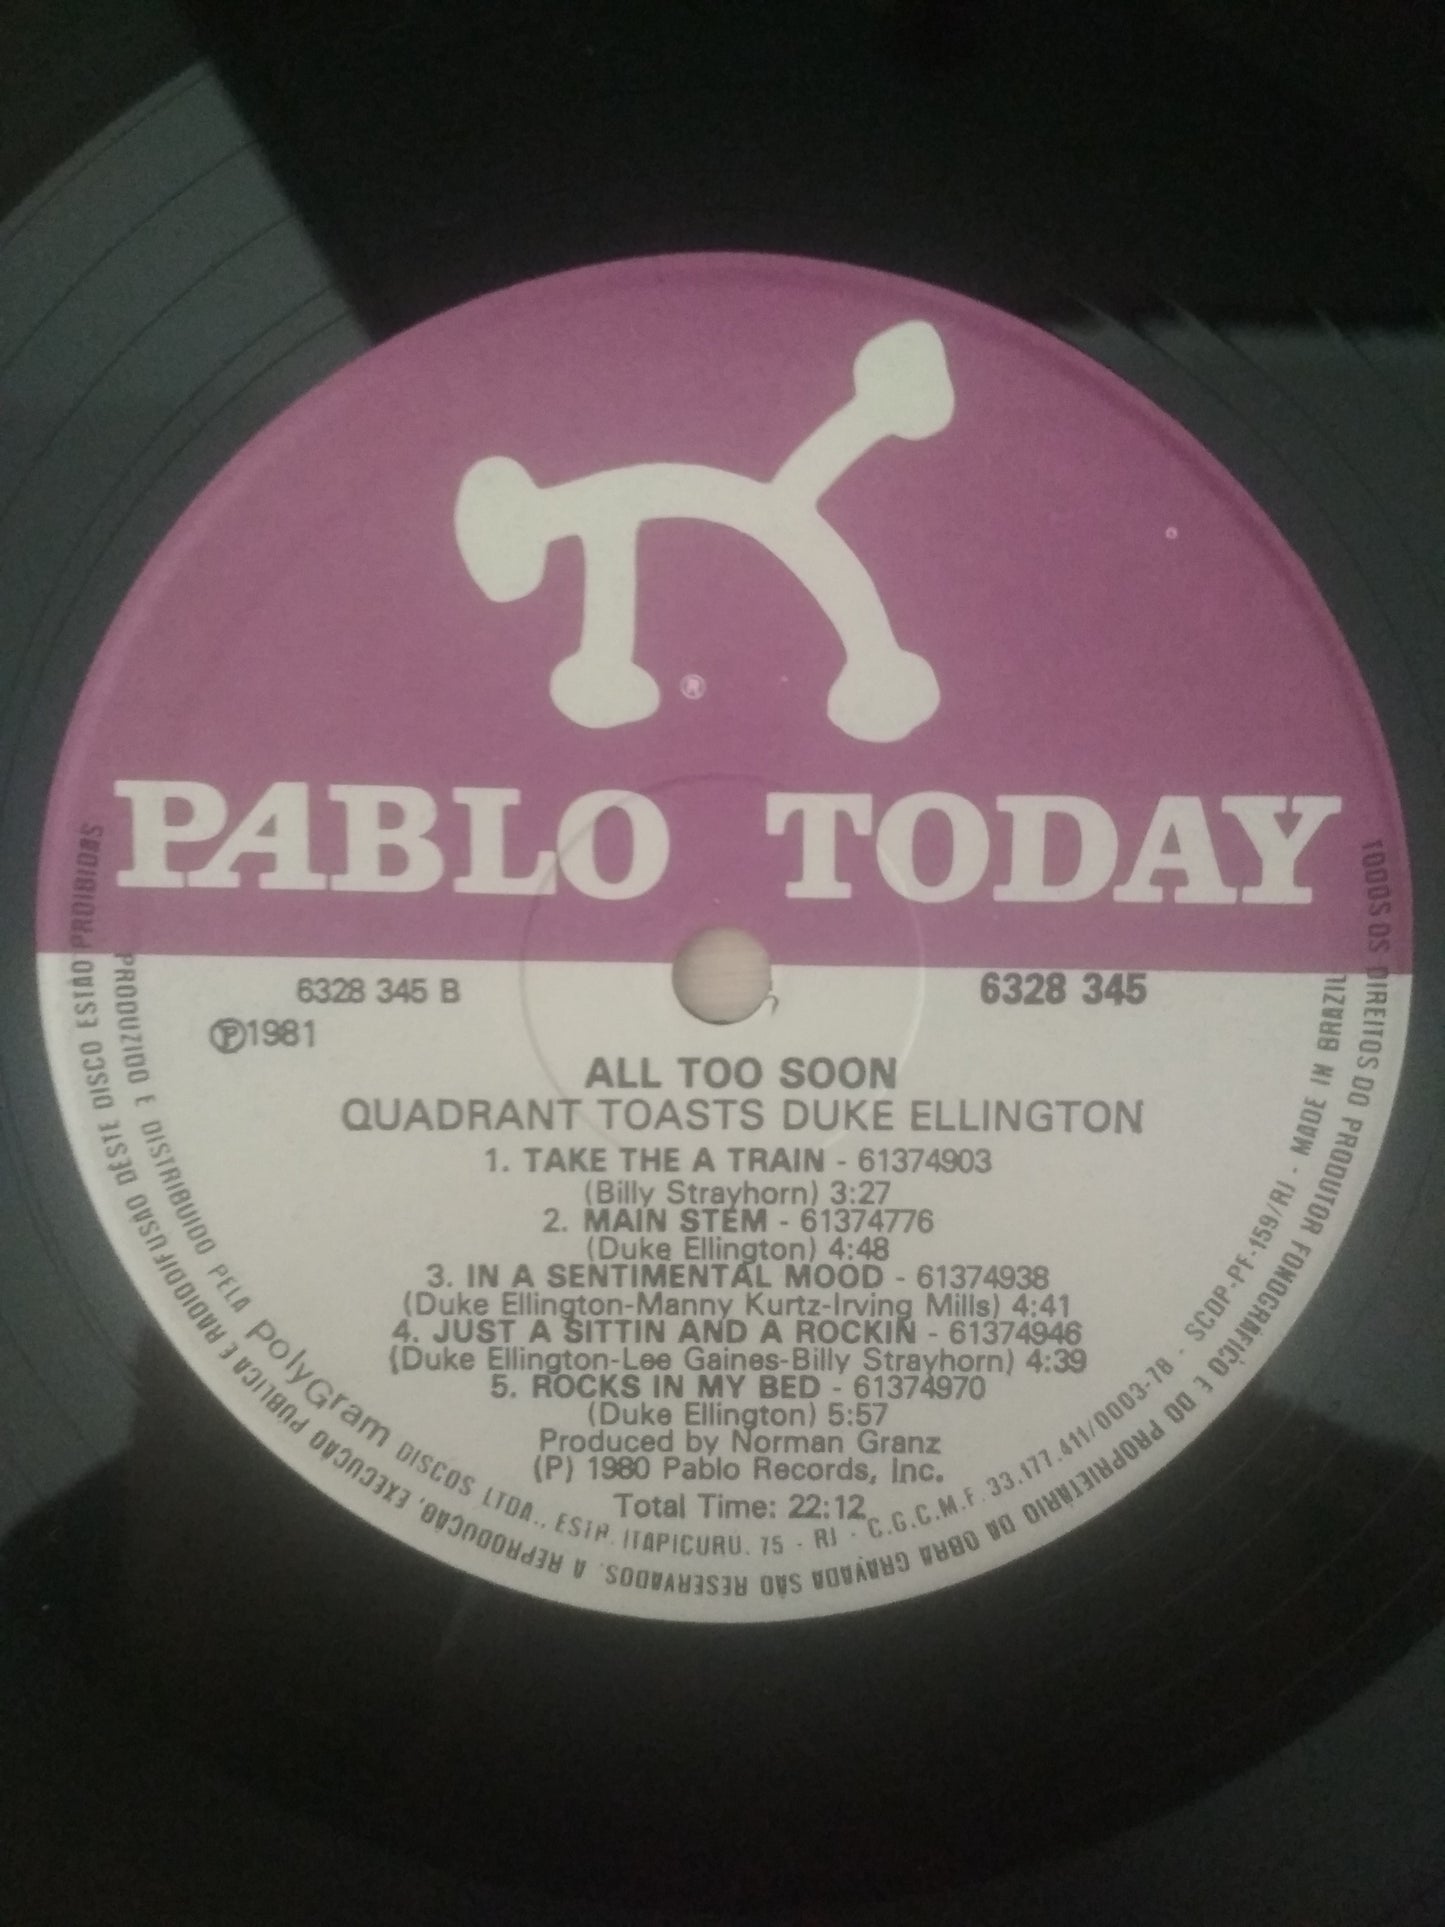 ®
PABLO TODAY
6328 345 B
6328 345
Ⓟ1981
ALL TOO SOON
QUADRANT TOASTS DUKE ELLINGTON
1. TAKE THE A TRAIN - 61374903
(Billy Strayhorn) 3:27
2. MAIN STEM - 61374776
(Duke Ellington) 4:48
3. IN A SENTIMENTAL MOOD - 61374938
(Duke Ellington-Manny Kurtz-Irving Mills) 4:41
4. JUST A SITTIN AND A ROCKIN - 61374946
(Duke Ellington-Lee Gaines-Billy Strayhorn) 4:39
5. ROCKS IN MY BED - 61374970
(Duke Ellington) 5:57
Produced by Norman Granz
(P) 1980 Pablo Records, Inc.
Total Time: 22:12
PRODUZIDO E DISTRIBUIDO PELA PolyGram DISCOS LTDA., ESTR. ITAPICURU. 75 - RJ - C.G.C.M.F. 33.177.411/0003-78 - SCDP-PF-159/RJ - MADE IN BRAZIL
TODOS OS DIREITOS DO PRODUTOR FONOGRÁFICO E DO PROPRIETÁRIO DA OBRA GRAVADA SÃO RESERVADOS. A REPRODUÇÃO, EXECUÇÃO PÚBLICA E RADIODIFUSÃO DESTE DISCO ESTÃO PROIBIDAS